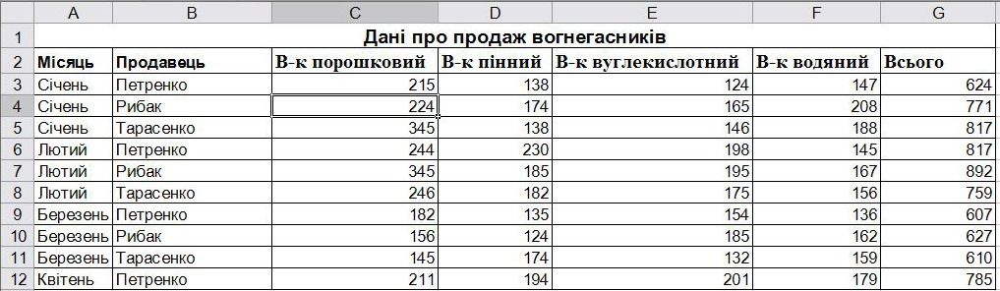 A B C D E F G
1 Дані про продаж вогнегасників
2 Місяць Продавець В-к порошковий В-к пінний В-к вуглекислотний В-к водяний Всього
3 Січень Петренко 215 138 124 147 624
4 Січень Рибак 224 174 165 208 771
5 Січень Тарасенко 345 138 146 188 817
6 Лютий Петренко 244 230 198 145 817
7 Лютий Рибак 345 185 195 167 892
8 Лютий Тарасенко 246 182 175 156 759
9 Березень Петренко 182 135 154 136 607
10 Березень Рибак 156 124 185 162 627
11 Березень Тарасенко 145 174 132 159 610
12 Квітень Петренко 211 194 201 179 785